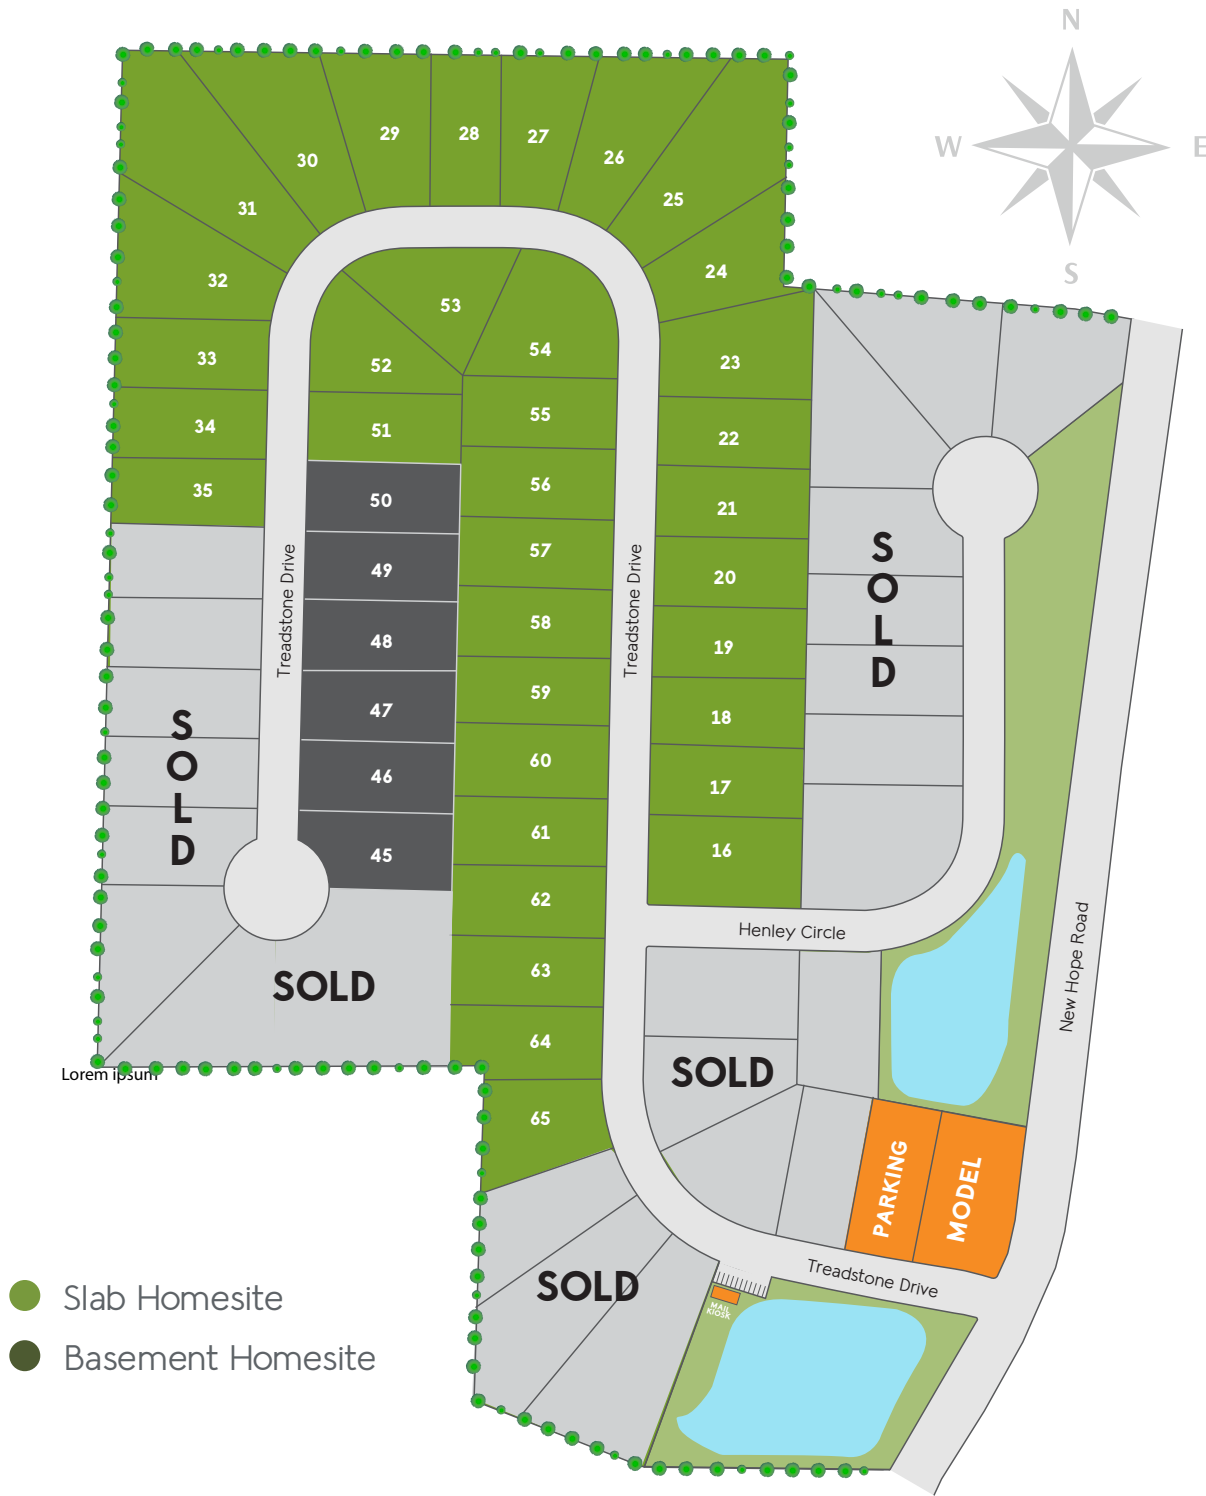 N
W
E
S
29
28
27
30
26
31
25
32
24
53
33
52
54
23
34
51
55
22
35
50
56
21
49
57
20
48
58
19
47
59
18
46
60
17
45
61
16
62
63
64
65
Treadstone Drive
Treadstone Drive
S
O
L
D
S
O
L
D
Henley Circle
New Hope Road
SOLD
SOLD
Lorem ipsum
PARKING
MODEL
Treadstone Drive
SOLD
MAIL
KIOSK
Slab Homesite
Basement Homesite